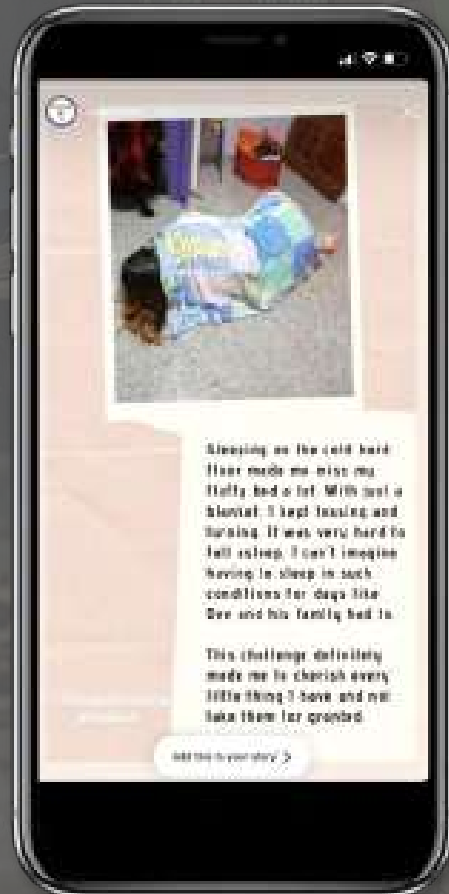 Sleeping on the cold hard
floor made me miss my
fluffy bed a lot. With just a
blanket I kept tossing and
turning. It was very hard to
fall asleep. I can't imagine
having to sleep in such
conditions for days like
Dee and his family had to.
This challenge definitely
made me to cherish every
little thing I have and not
take them for granted.
Add this to your story >